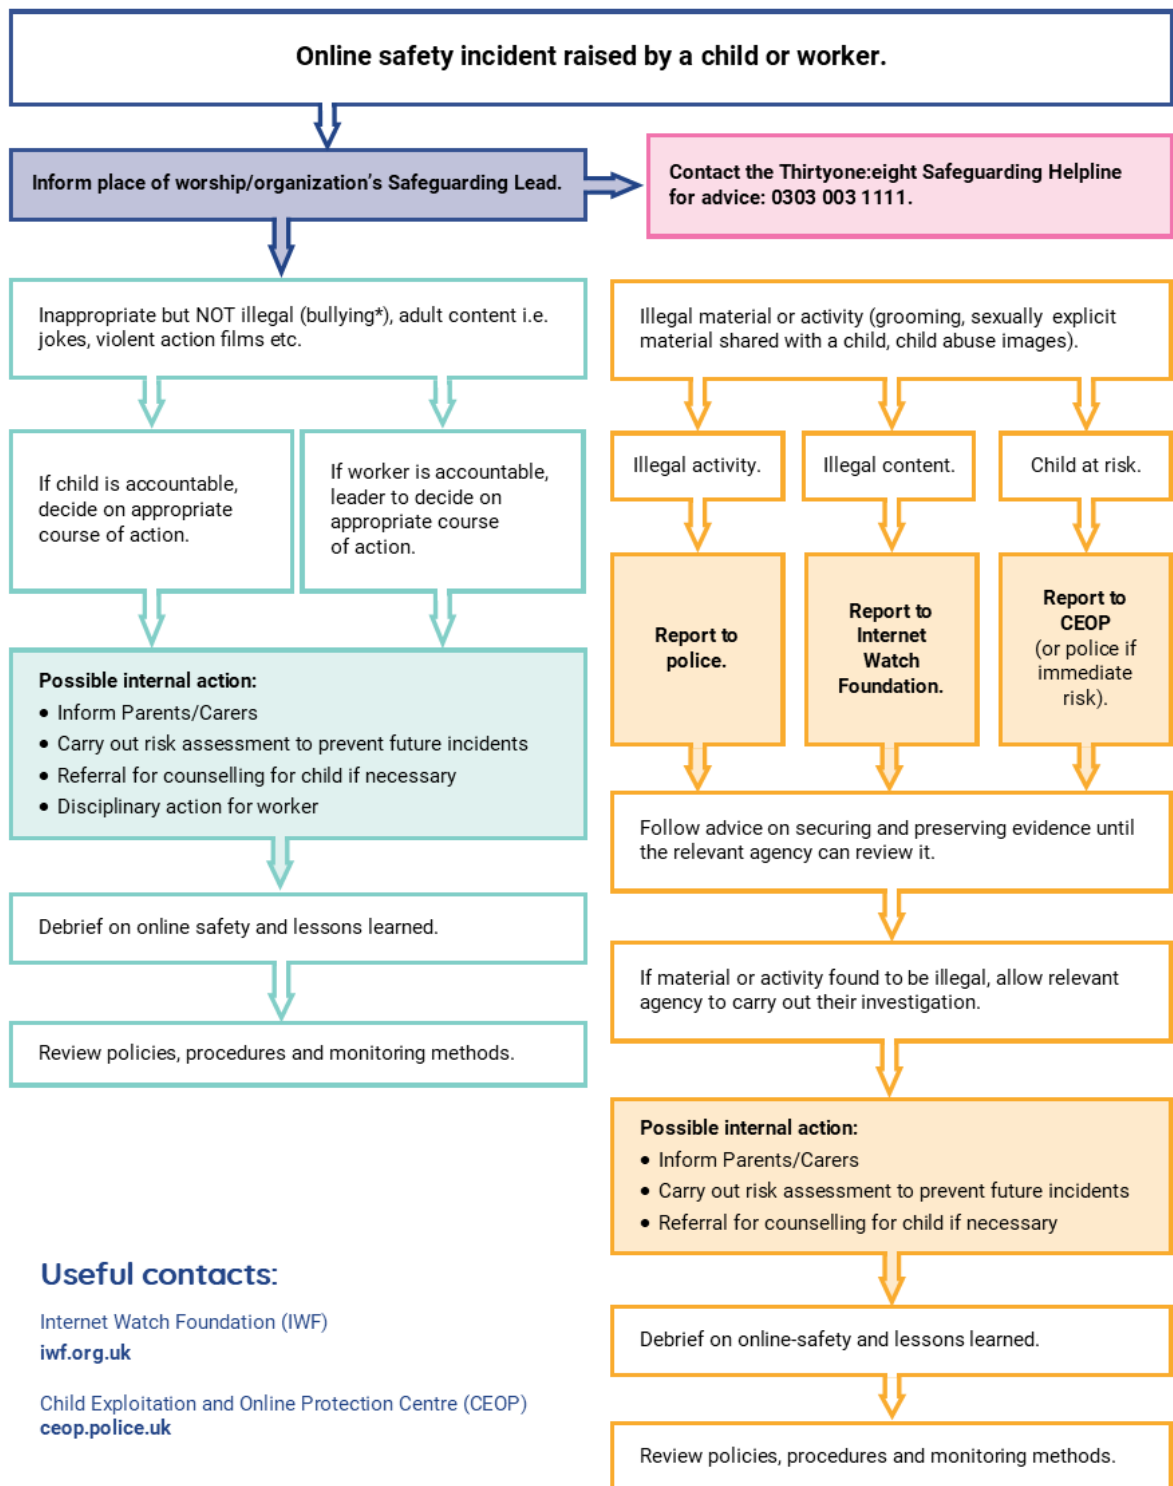 Online safety incident raised by a child or worker.
Inform place of worship/organization's Safeguarding Lead.
Contact the Thirtyone:eight Safeguarding Helpline
for advice: 0303 003 1111.
Inappropriate but NOT illegal (bullying*), adult content i.e.
jokes, violent action films etc.
If child is accountable,
decide on appropriate
course of action.
If worker is accountable,
leader to decide on
appropriate course
of action.
Possible internal action:
• Inform Parents/Carers
• Carry out risk assessment to prevent future incidents
• Referral for counselling for child if necessary
• Disciplinary action for worker
Debrief on online safety and lessons learned.
Review policies, procedures and monitoring methods.
Illegal material or activity (grooming, sexually explicit
material shared with a child, child abuse images).
Illegal activity.
Illegal content.
Child at risk.
Report to
police.
Report to
Internet
Watch
Foundation.
Report to
CEOP
(or police if
immediate
risk).
Follow advice on securing and preserving evidence until
the relevant agency can review it.
If material or activity found to be illegal, allow relevant
agency to carry out their investigation.
Possible internal action:
• Inform Parents/Carers
• Carry out risk assessment to prevent future incidents
• Referral for counselling for child if necessary
Debrief on online-safety and lessons learned.
Review policies, procedures and monitoring methods.
Useful contacts:
Internet Watch Foundation (IWF)
iwf.org.uk
Child Exploitation and Online Protection Centre (CEOP)
ceop.police.uk